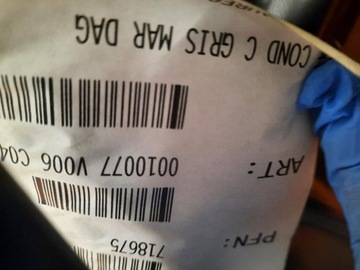 PFN: 718675
ART: 0010077 V006 C04
COND C GRIS MAR DAG